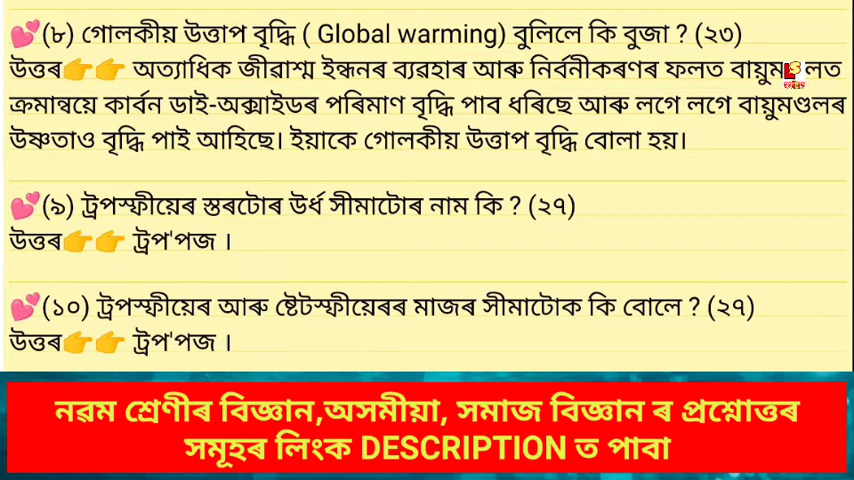 💕(৮) গোলকীয় উত্তাপ বৃদ্ধি ( Global warming) বুলিলে কি বুজা ? (২৩)
উত্তৰ👉👉 অত্যাধিক জীৱাশ্ম ইন্ধনৰ ব্যৱহাৰ আৰু নিৰ্বনীকৰণৰ ফলত লত
ক্ৰমান্বয়ে কাৰ্বন ডাই-অক্সাইডৰ পৰিমাণ বৃদ্ধি পাব ধৰিছে আৰু লগে লগে বায়ুমণ্ডলৰ
উষ্ণতাও বৃদ্ধি পাই আহিছে। ইয়াকে গোলকীয় উত্তাপ বৃদ্ধি বোলা হয়।
💕(৯) ট্ৰপস্ফীয়েৰ স্তৰটোৰ উৰ্ধ সীমাটোৰ নাম কি ? (২৭)
উত্তৰ👉👉 ট্ৰপ'পজ ।
💕(১০) ট্ৰপস্ফীয়েৰ আৰু ষ্টেটস্ফীয়েৰৰ মাজৰ সীমাটোক কি বোলে ? (২৭)
উত্তৰ👉👉 ট্ৰপ'পজ ।
নৱম শ্ৰেণীৰ বিজ্ঞান,অসমীয়া, সমাজ বিজ্ঞান ৰ প্ৰশ্নোত্তৰ
সমূহৰ লিংক DESCRIPTION ত পাবা